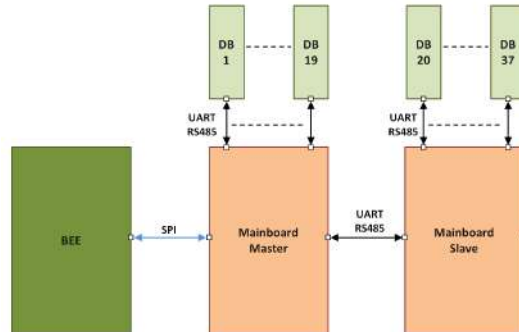 DB
1
DB
19
DB
20
DB
37
UART
RS485
UART
RS485
BEE
SPI
Mainboard
Master
UART
RS485
Mainboard
Slave